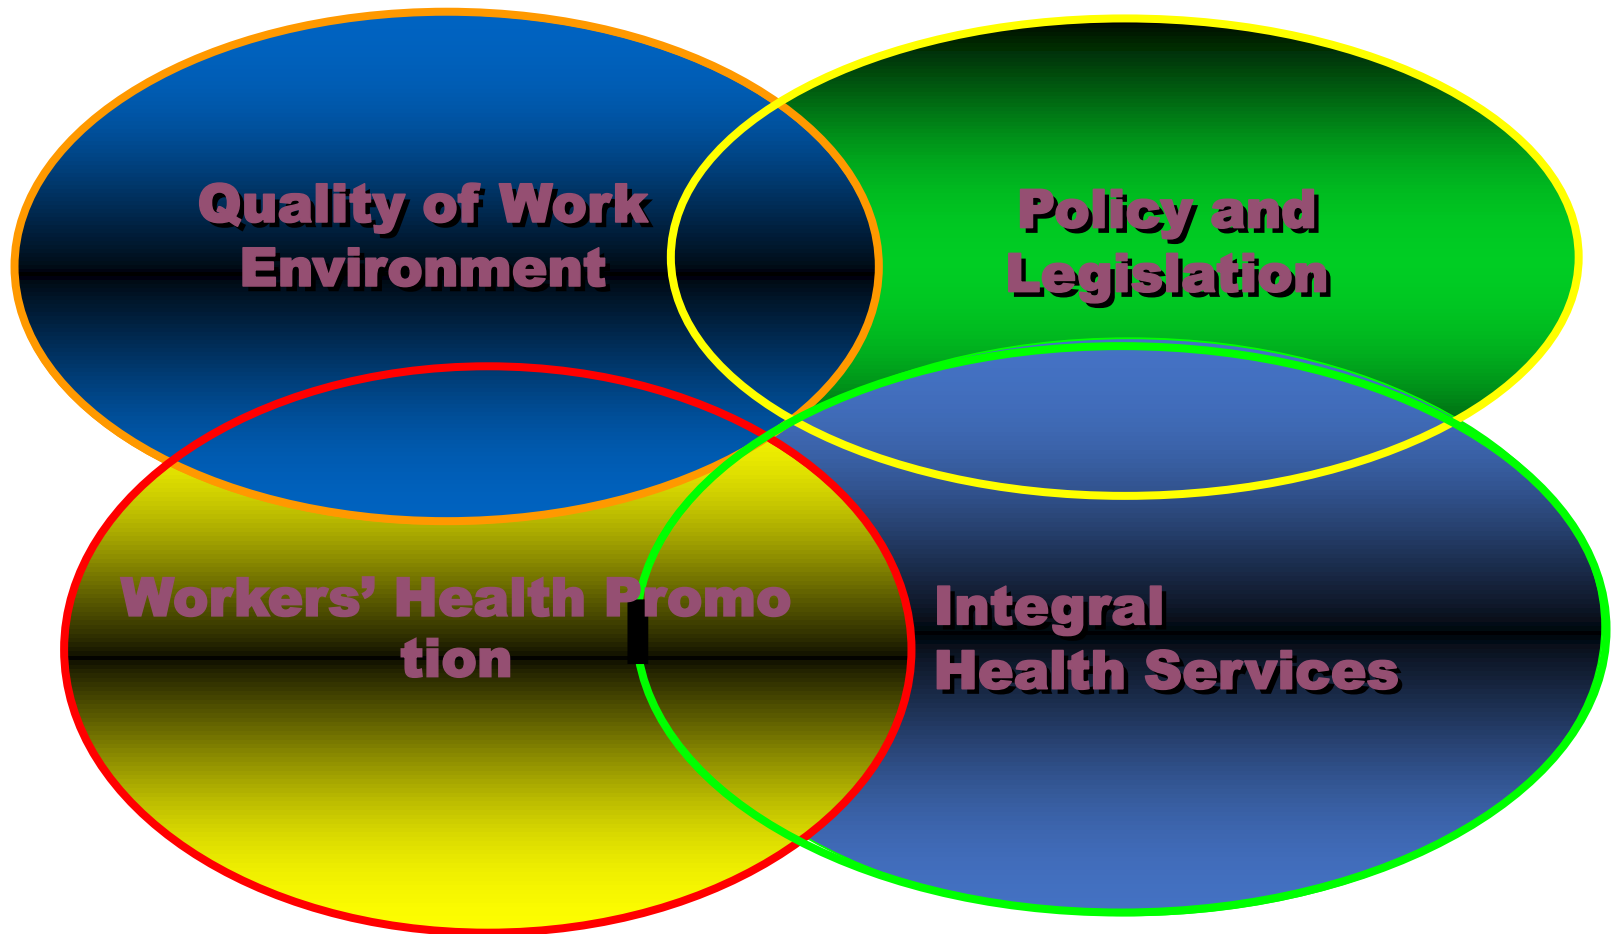 Quality of Work
Environment
Policy and
Legislation
Workers’ Health Promo
tion
Integral
Health Services